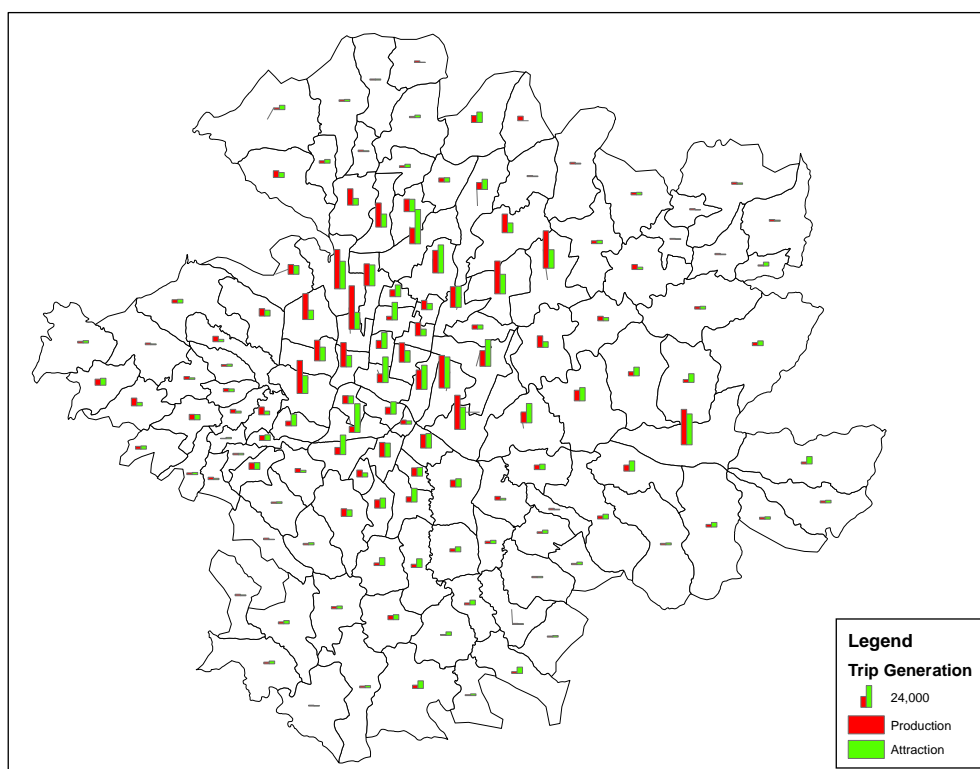 Legend
Trip Generation
24,000
Production
Attraction